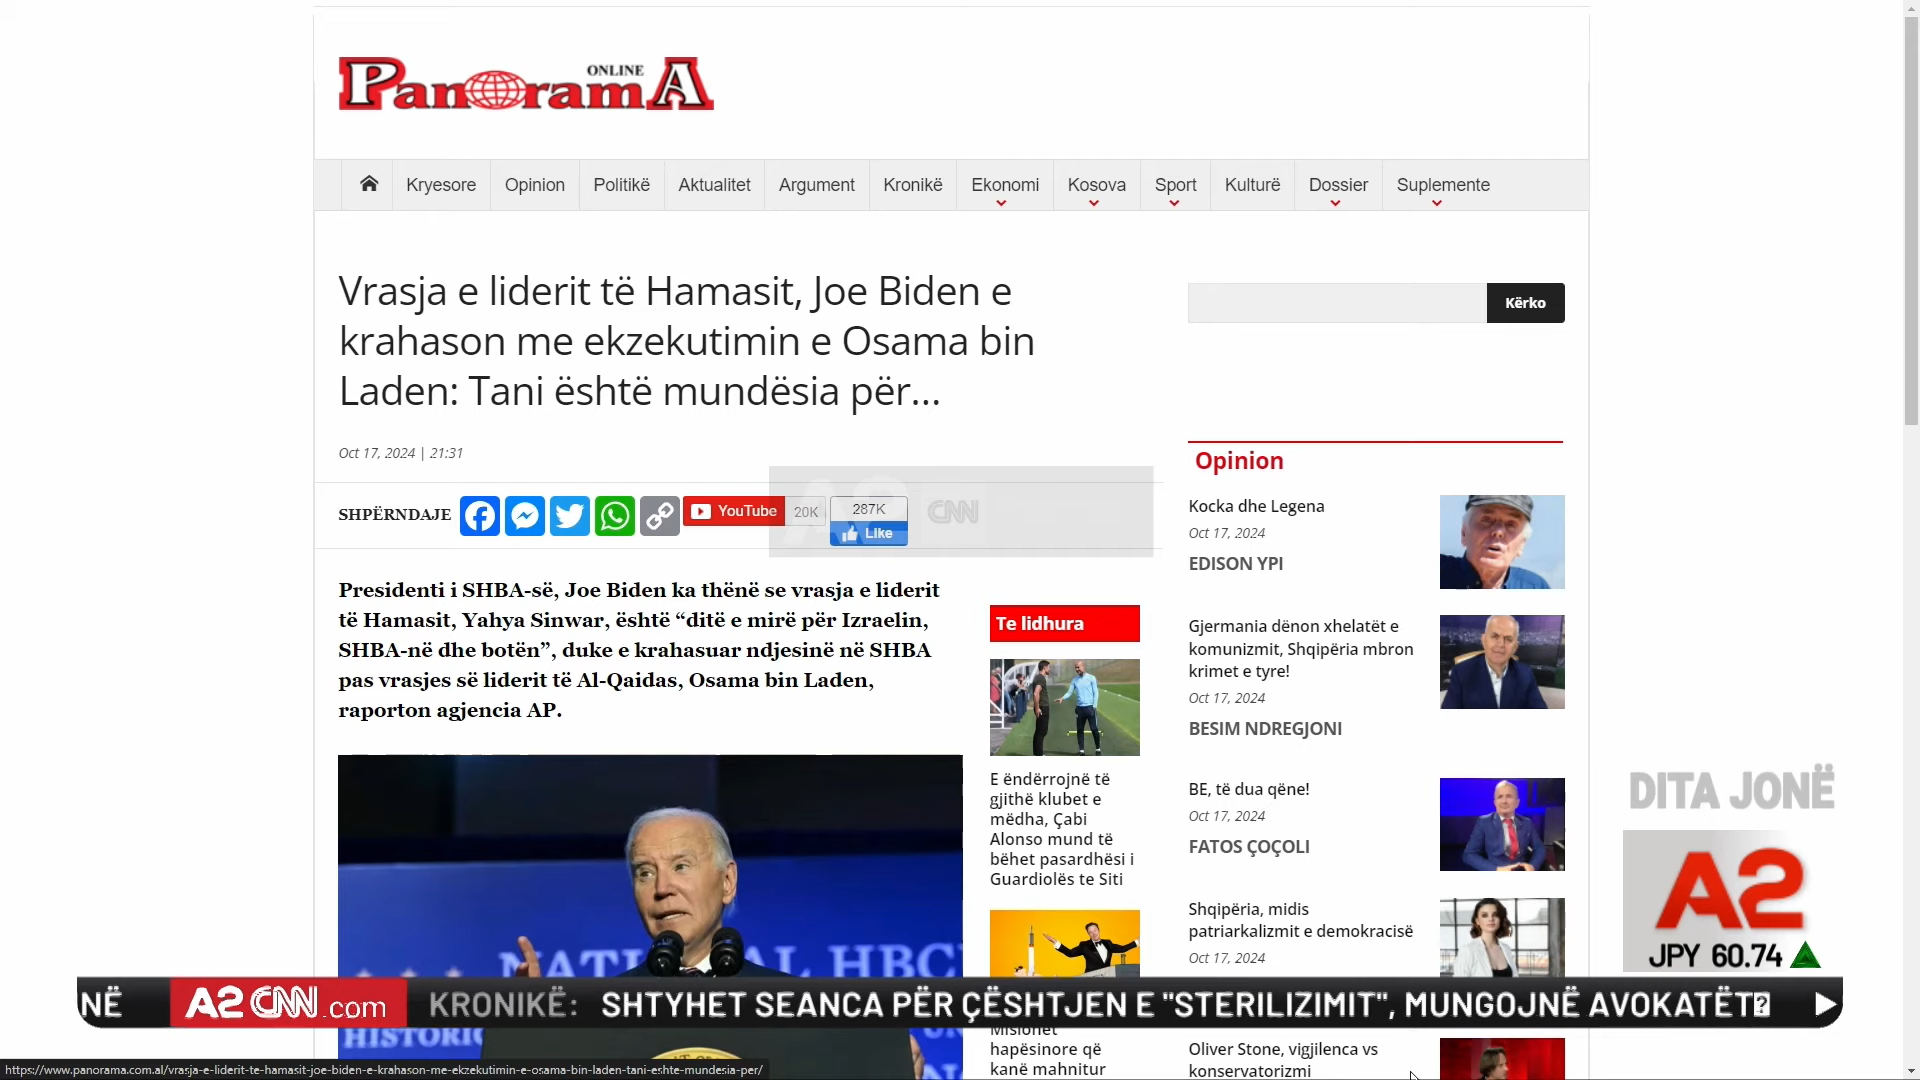 PanoramA
ONLINE
Kryesore
Opinion
Politikë
Aktualitet
Argument
Kronikë
Ekonomi
Kosova
Sport
Kulturë
Dossier
Suplemente
Vrasja e liderit të Hamasit, Joe Biden e
krahason me ekzekutimin e Osama bin
Laden: Tani është mundësia për...
Oct 17, 2024 | 21:31
SHPËRNDAJE
YouTube
20K
287K
Like
A2 CNN
Presidenti i SHBA-së, Joe Biden ka thënë se vrasja e liderit
të Hamasit, Yahya Sinwar, është “ditë e mirë për Izraelin,
SHBA-në dhe botën”, duke e krahasuar ndjesinë në SHBA
pas vrasjes së liderit të Al-Qaidas, Osama bin Laden,
raporton agjencia AP.
NATIONAL HBC
HISTORIC
Te lidhura
E ëndërrojnë të
gjithë klubet e
mëdha, Çabi
Alonso mund të
bëhet pasardhësi i
Guardiolës te Siti
Misionet
hapësinore që
kanë mahnitur
Kërko
Opinion
Kocka dhe Legena
Oct 17, 2024
EDISON YPI
Gjermania dënon xhelatët e
komunizmit, Shqipëria mbron
krimet e tyre!
Oct 17, 2024
BESIM NDREGJONI
BE, të dua qëne!
Oct 17, 2024
FATOS ÇOÇOLI
Shqipëria, midis
patriarkalizmit e demokracisë
Oct 17, 2024
Oliver Stone, vigjilenca vs
konservatorizmi
DITA JONË
A2
JPY 60.74
NË
A2 CNN.com
KRONIKË: SHTYHET SEANCA PËR ÇËSHTJEN E "STERILIZIMIT", MUNGOJNË AVOKATËT
https://www.panorama.com.al/vrasja-e-liderit-te-hamasit-joe-biden-e-krahason-me-ekzekutimin-e-osama-bin-laden-tani-eshte-mundesia-per/